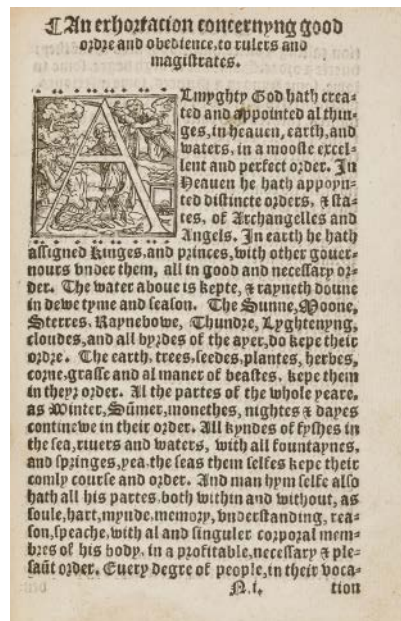 ¶An exhortacion concernyng good
ordre and obedience, to rulers and
magistrates.
ALmyghty God hath crea⸗
ted and appointed al thin⸗
ges, in heauen, earth, and
waters, in a mooste excel⸗
lent and perfect order. In
Heauen he hath appoyn⸗
ted distincte orders, ⁊ sta⸗
tes, of Archangelles and
Angels. In earth he hath
assigned kinges, and princes, with other gouer⸗
nours vnder them, all in good and necessary or⸗
der. The water aboue is kepte, ⁊ rayneth doune
in dewe tyme and season. The Sunne, Moone,
Sterres, Raynebowe, Thundre, Lyghtenyng,
cloudes, and all byrdes of the ayer, do kepe their
ordre. The earth, trees, seedes, plantes, herbes,
corne, grasse and al maner of beastes, kepe them
in theyr order. Al the partes of the whole yeare,
as Winter, Sūmer, monethes, nightes ⁊ dayes
continewe in their order. All kyndes of fyshes in
the sea, riuers and waters, with all fountaynes,
and springes, yea, the seas them selfes kepe their
comly course and order. And man hym selfe also
hath all his partes, both within and without, as
soule, hart, mynde, memory, vnderstanding, rea⸗
son, speache, with al and singuler corporal mem⸗
bres of his body, in a profitable, necessary ⁊ ple⸗
saūt order. Euery degre of people, in their voca⸗
N.i. tion